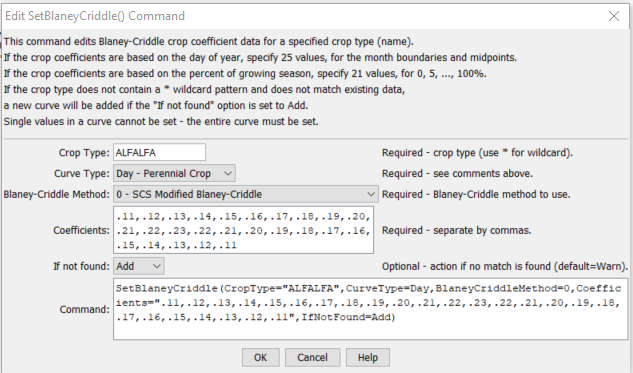 Edit SetBlaneyCriddle() Command
This command edits Blaney-Criddle crop coefficient data for a specified crop type (name).
If the crop coefficients are based on the day of year, specify 25 values, for the month boundaries and midpoints.
If the crop coefficients are based on the percent of growing season, specify 21 values, for 0, 5, ..., 100%.
If the crop type does not contain a * wildcard pattern and does not match existing data,
a new curve will be added if the "If not found" option is set to Add.
Single values in a curve cannot be set - the entire curve must be set.
Crop Type: ALFALFA Required - crop type (use * for wildcard).
Curve Type: Day - Perennial Crop Required - see comments above.
Blaney-Criddle Method: 0 - SCS Modified Blaney-Criddle Required - Blaney-Criddle method to use.
.11,.12,.13,.14,.15,.16,.17,.18,.19,.20,
Coefficients: .21,.22,.23,.22,.21,.20,.19,.18,.17,.16, Required - separate by commas.
.15,.14,.13,.12,.11
If not found: Add Optional - action if no match is found (default=Warn).
SetBlaneyCriddle(CropType="ALFALFA",CurveType=Day,BlaneyCriddleMethod=0,Coeffic
Command: ients=".11,.12,.13,.14,.15,.16,.17,.18,.19,.20,.21,.22,.23,.22,.21,.20,.19,.18,
.17,.16,.15,.14,.13,.12,.11",IfNotFound=Add)
OK Cancel Help